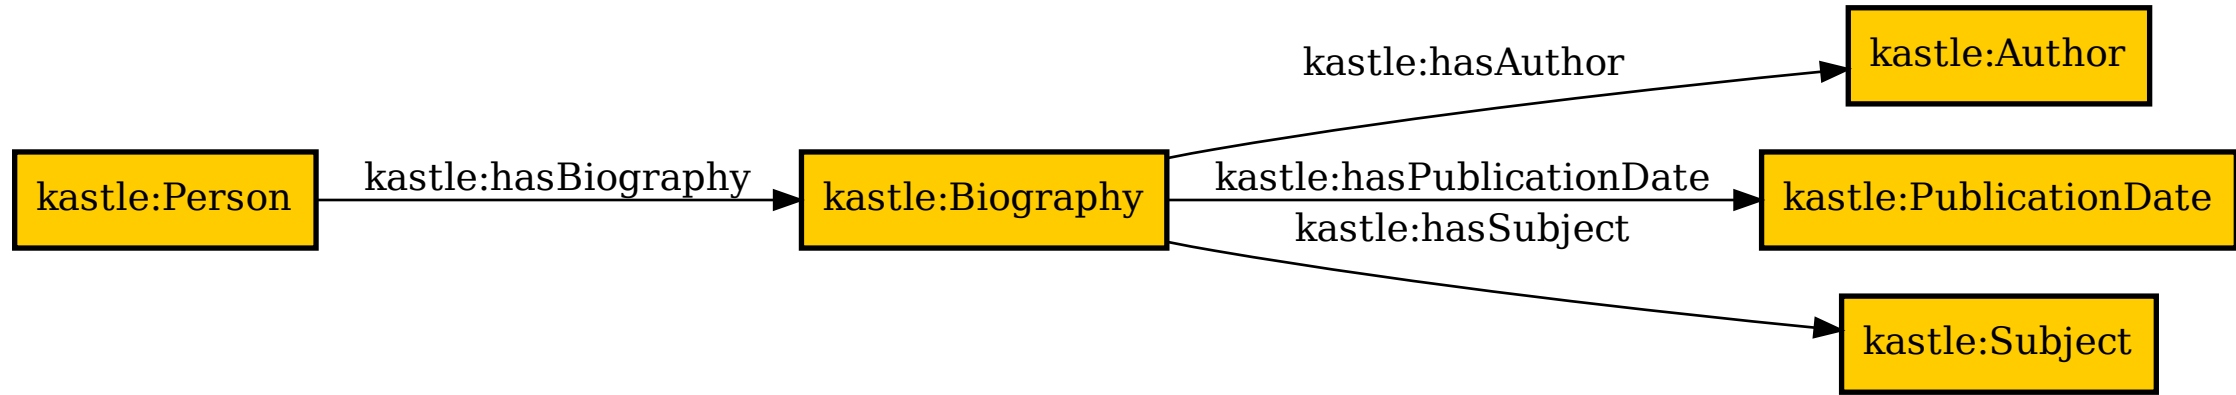 kastle:Person
kastle:hasBiography
kastle:Biography
kastle:hasAuthor
kastle:Author
kastle:hasPublicationDate
kastle:PublicationDate
kastle:hasSubject
kastle:Subject